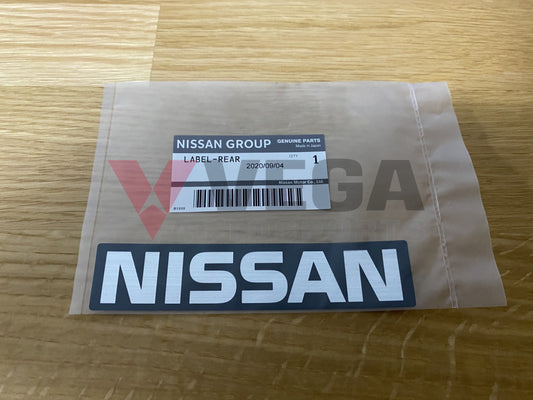 NISSAN GROUP GENUINE PARTS
Made in Japan
LABEL-REAR QTY 1
2020/09/04
Nissan Motor Co., Ltd.
VEGA
NISSAN